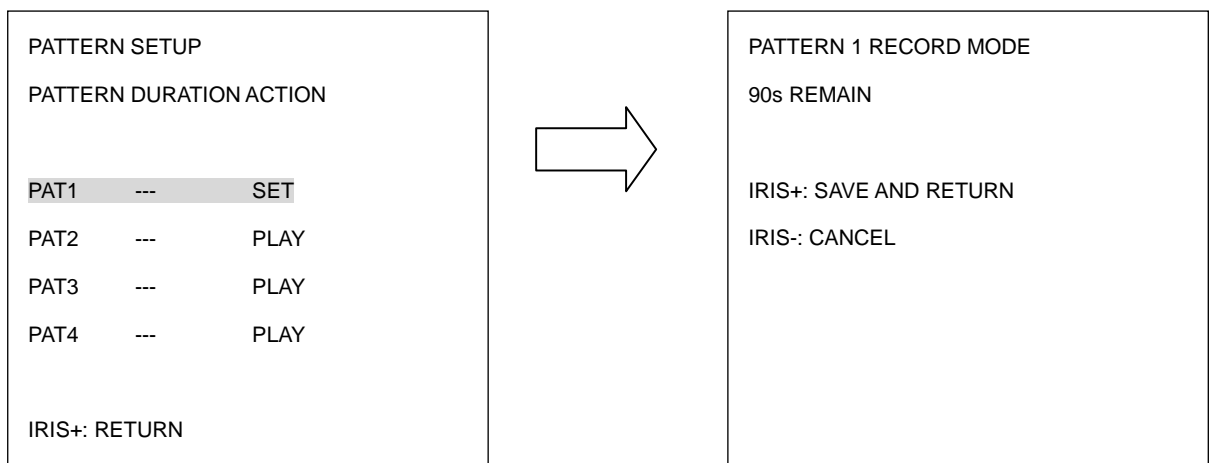 PATTERN SETUP
PATTERN DURATION ACTION
PAT1 --- SET
PAT2 --- PLAY
PAT3 --- PLAY
PAT4 --- PLAY
IRIS+: RETURN
PATTERN 1 RECORD MODE
90s REMAIN
IRIS+: SAVE AND RETURN
IRIS-: CANCEL